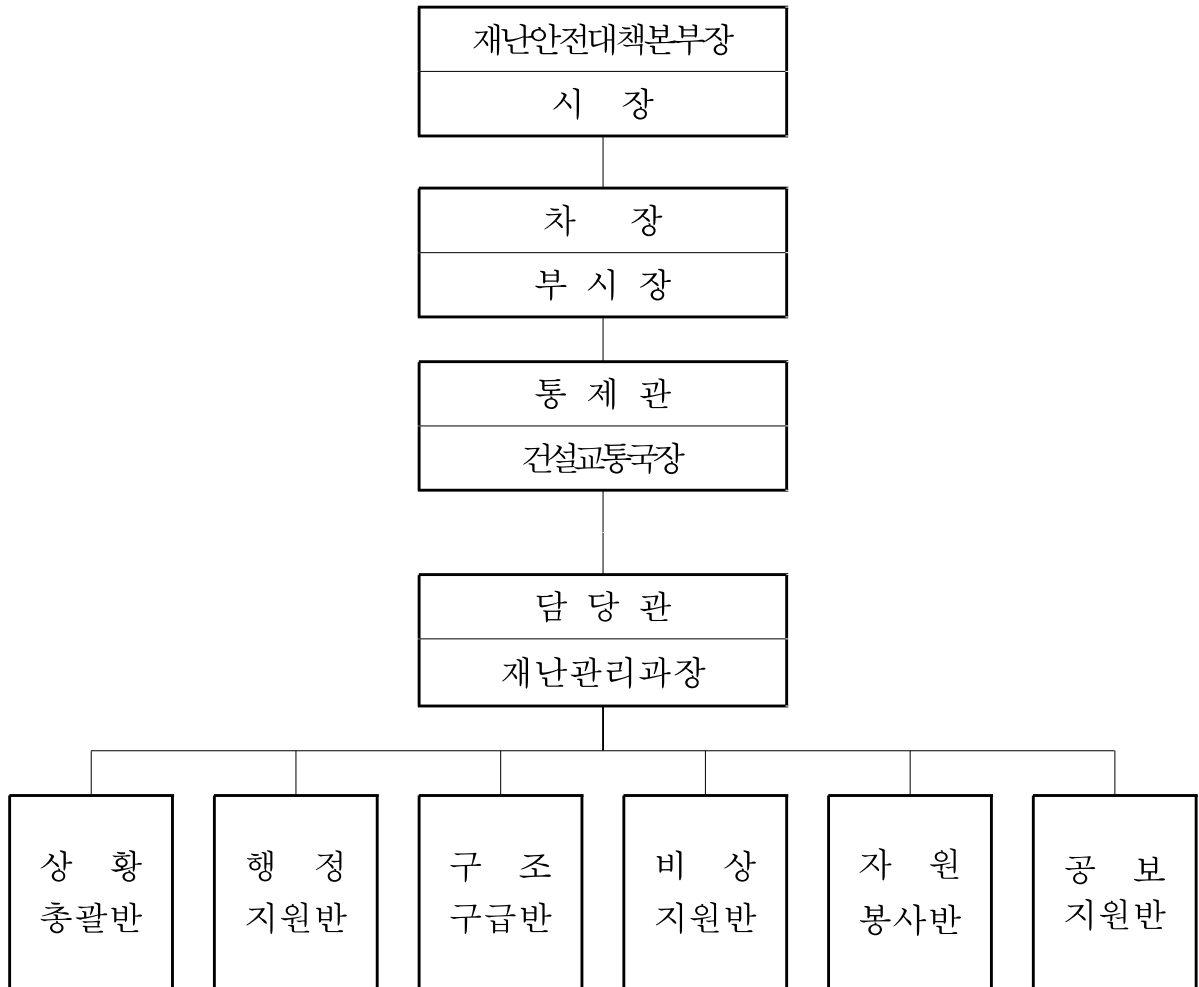 재난안전대책본부장
시 장
차 장
부 시 장
통 제 관
건설교통국장
담 당 관
재난관리과장
상 황
총괄반
행 정
지원반
구 조
구급반
비 상
지원반
자 원
봉사반
공 보
지원반